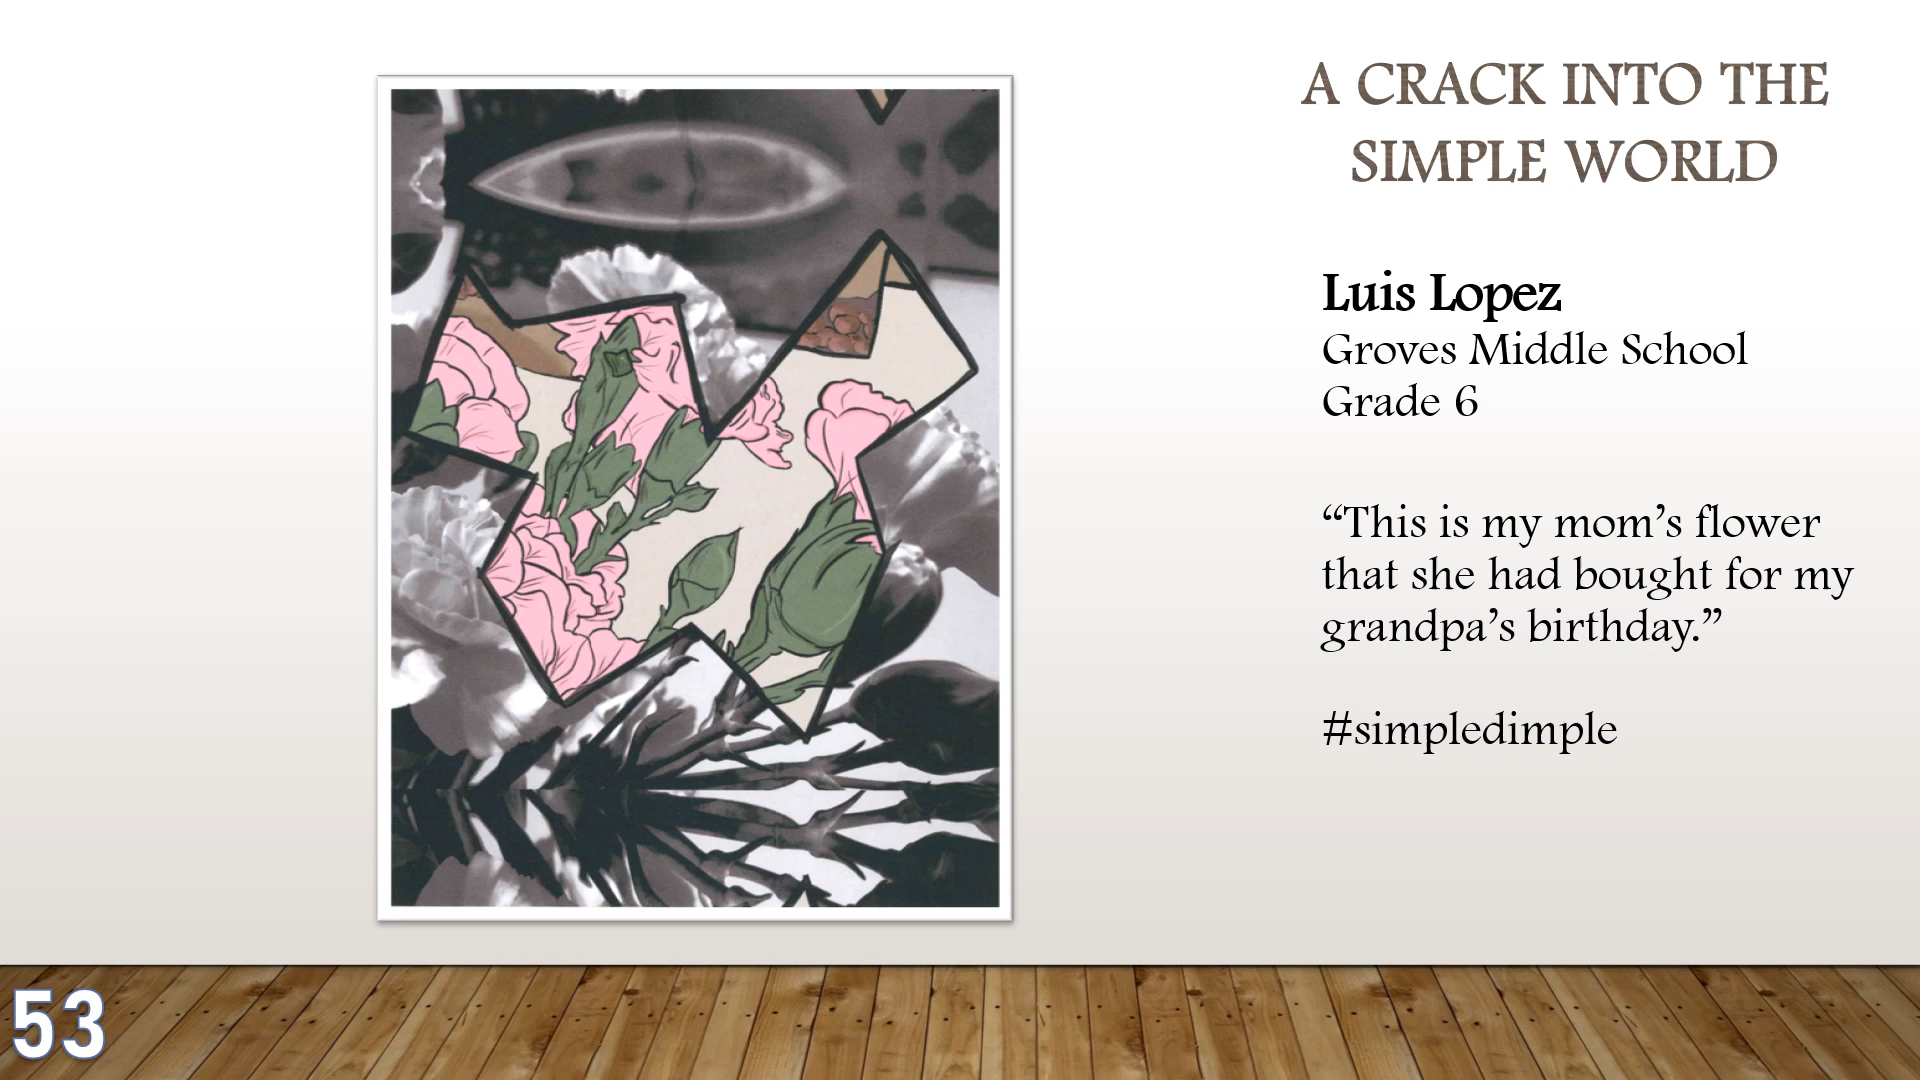 A CRACK INTO THE
SIMPLE WORLD
Luis Lopez
Groves Middle School
Grade 6
“This is my mom’s flower
that she had bought for my
grandpa’s birthday.”
#simpledimple
53